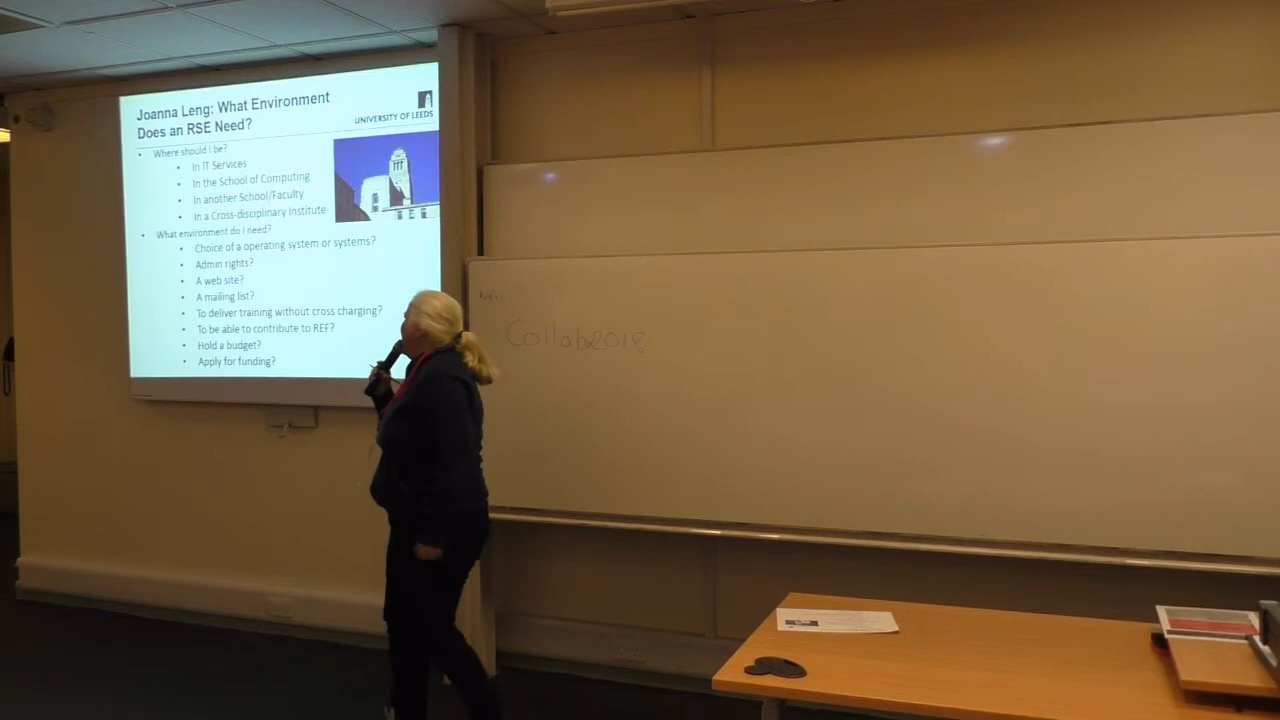 Joanna Leng: What Environment
Does an RSE Need?
UNIVERSITY OF LEEDS
• Where should I be?
• In IT Services
• In the School of Computing
• In another School/Faculty
• In a Cross-disciplinary Institute
• What environment do I need?
• Choice of a operating system or systems?
• Admin rights?
• A web site?
• A mailing list?
• To deliver training without cross charging?
• To be able to contribute to REF?
• Hold a budget?
• Apply for funding?
WiFi
Collabw2018